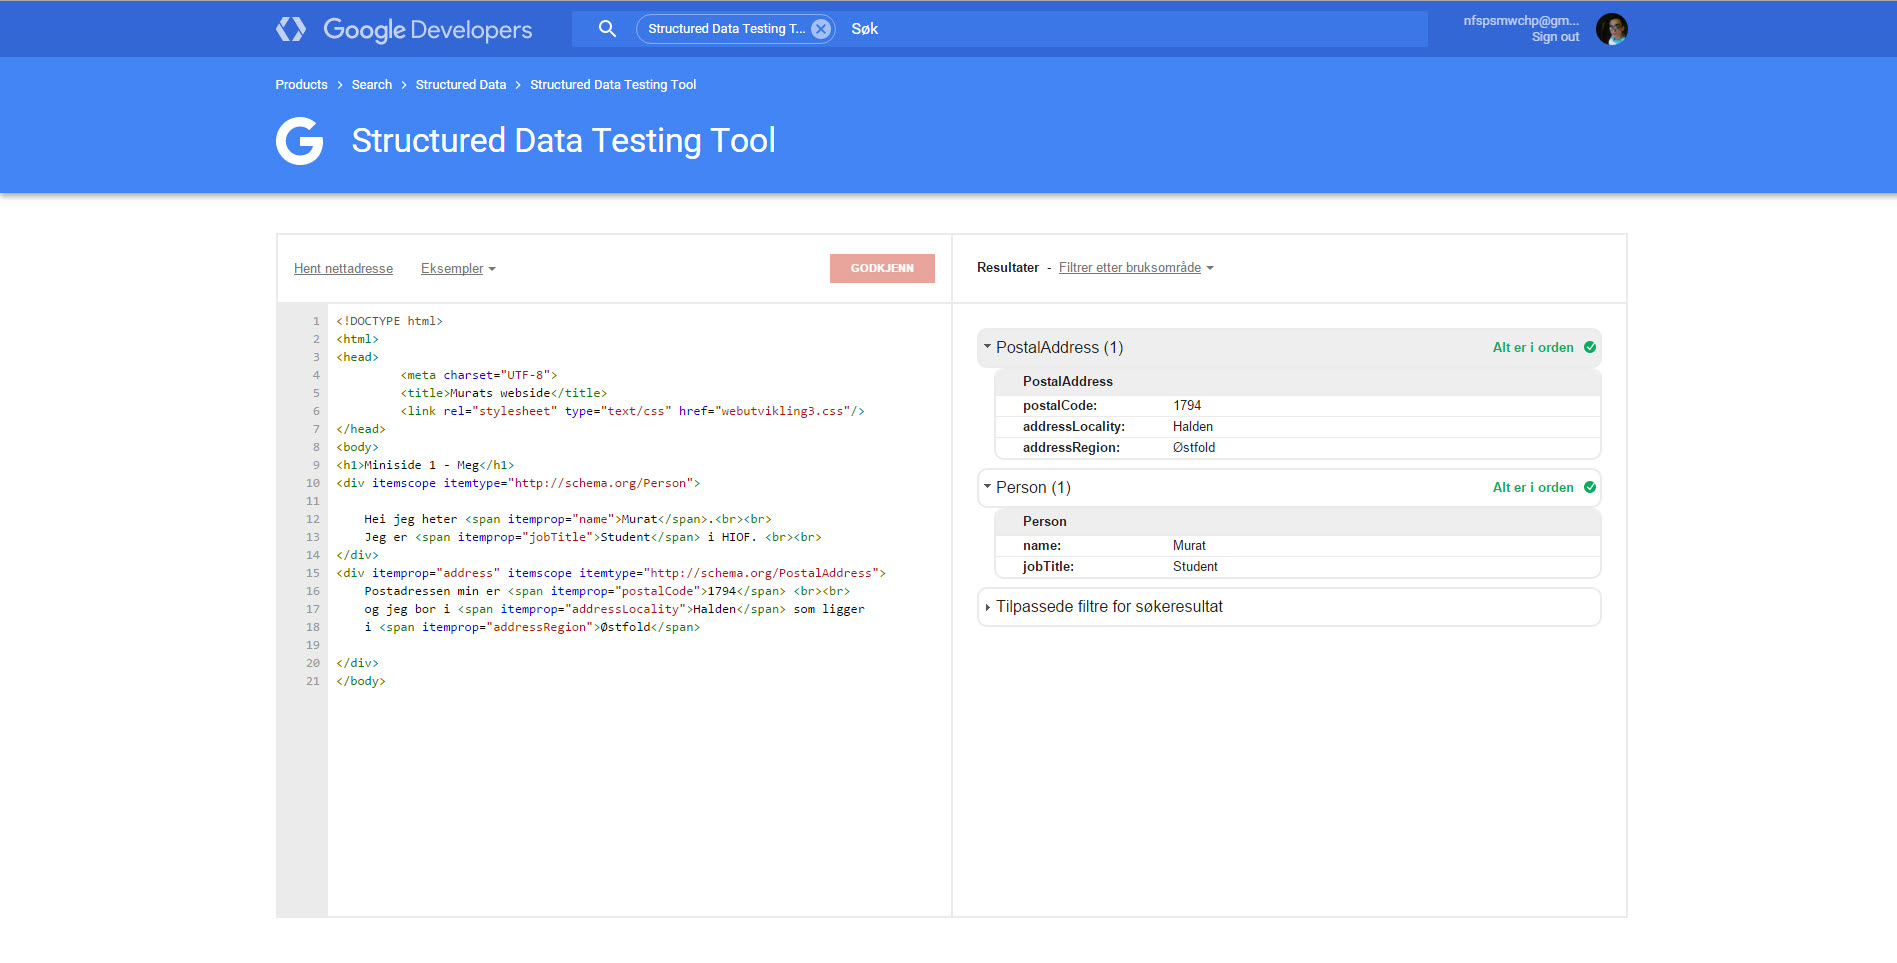 Google Developers
Structured Data Testing T...
Søk
nfspsmwchp@gm...
Sign out
Products > Search > Structured Data > Structured Data Testing Tool
G Structured Data Testing Tool
Hent nettadresse
Eksempler
GODKJENN
1 <!DOCTYPE html>
2 <html>
3 <head>
4 <meta charset="UTF-8">
5 <title>Murats webside</title>
6 <link rel="stylesheet" type="text/css" href="webutvikling3.css"/>
7 </head>
8 <body>
9 <h1>Miniside 1 - Meg</h1>
10 <div itemscope itemtype="http://schema.org/Person">
11
12 Hei jeg heter <span itemprop="name">Murat</span>.<br><br>
13 Jeg er <span itemprop="jobTitle">Student</span> i HIOF. <br><br>
14 </div>
15 <div itemprop="address" itemscope itemtype="http://schema.org/PostalAddress">
16 Postadressen min er <span itemprop="postalCode">1794</span> <br><br>
17 og jeg bor i <span itemprop="addressLocality">Halden</span> som ligger
18 i <span itemprop="addressRegion">Østfold</span>
19
20 </div>
21 </body>
Resultater - Filtrer etter bruksområde
PostalAddress (1) Alt er i orden
PostalAddress
postalCode: 1794
addressLocality: Halden
addressRegion: Østfold
Person (1) Alt er i orden
Person
name: Murat
jobTitle: Student
Tilpassede filtre for søkeresultat